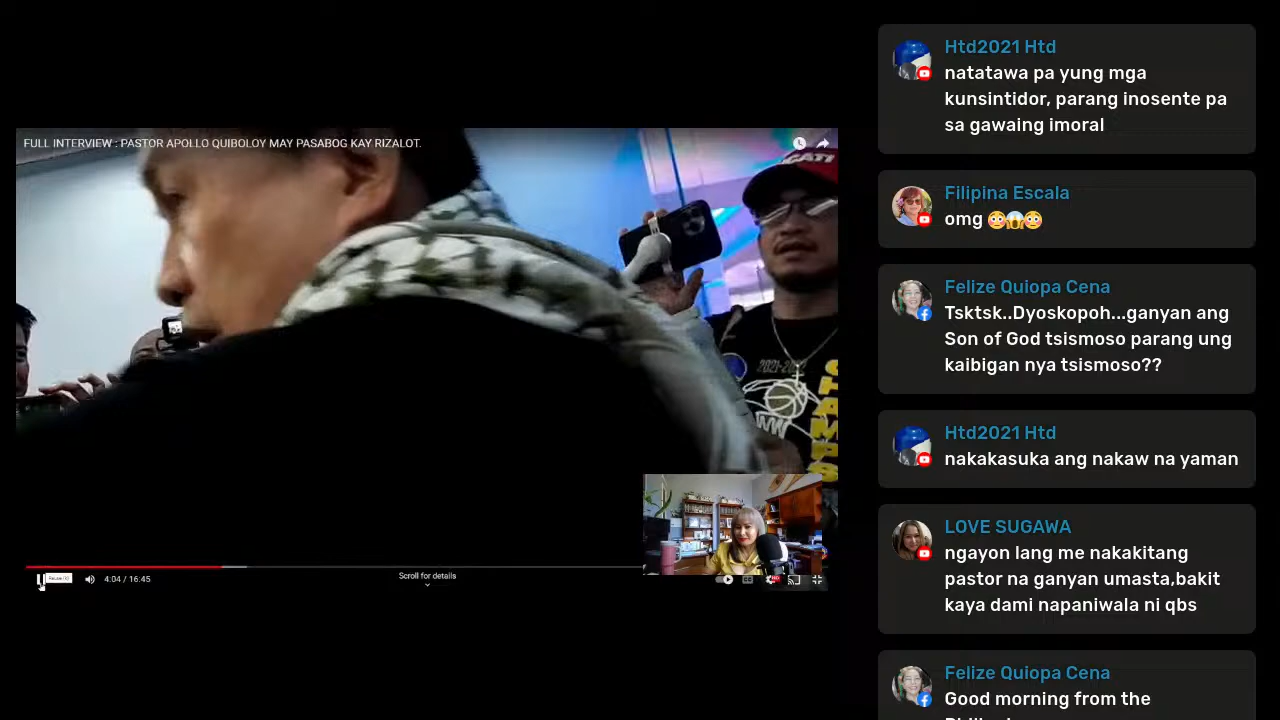 FULL INTERVIEW : PASTOR APOLLO QUIBOLOY MAY PASABOG KAY RIZALOT.
2021-2022
Pause (k)
4:04 / 16:45
Scroll for details
HD
Htd2021 Htd
natatawa pa yung mga
kunsintidor, parang inosente pa
sa gawaing imoral
Filipina Escala
omg 😳😱😳
Felize Quiopa Cena
Tsktsk..Dyoskopoh...ganyan ang
Son of God tsismoso parang ung
kaibigan nya tsismoso??
Htd2021 Htd
nakakasuka ang nakaw na yaman
LOVE SUGAWA
ngayon lang me nakakitang
pastor na ganyan umasta,bakit
kaya dami napaniwala ni qbs
Felize Quiopa Cena
Good morning from the